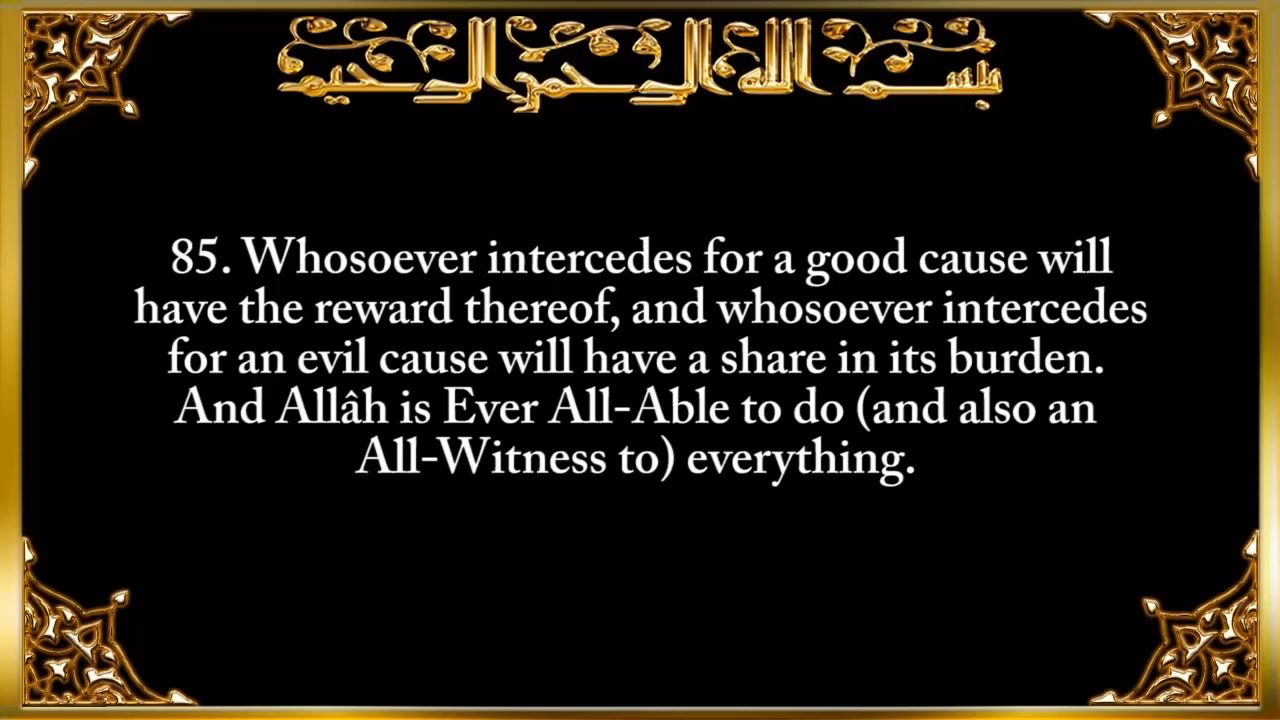 بسم الله الرحمن الرحيم
85. Whosoever intercedes for a good cause will
have the reward thereof, and whosoever intercedes
for an evil cause will have a share in its burden.
And Allâh is Ever All-Able to do (and also an
All-Witness to) everything.